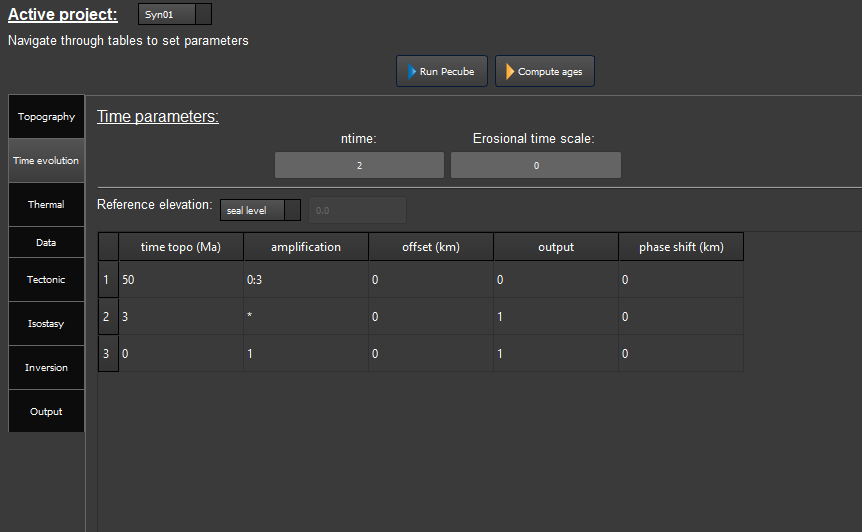 Active project: Syn01
Navigate through tables to set parameters
Run Pecube Compute ages
Topography
Time evolution
Thermal
Data
Tectonic
Isostasy
Inversion
Output
Time parameters:
ntime: Erosional time scale:
2 0
Reference elevation: seal level 0.0
time topo (Ma) amplification offset (km) output phase shift (km)
1 50 0:3 0 0 0
2 3 * 0 1 0
3 0 1 0 1 0